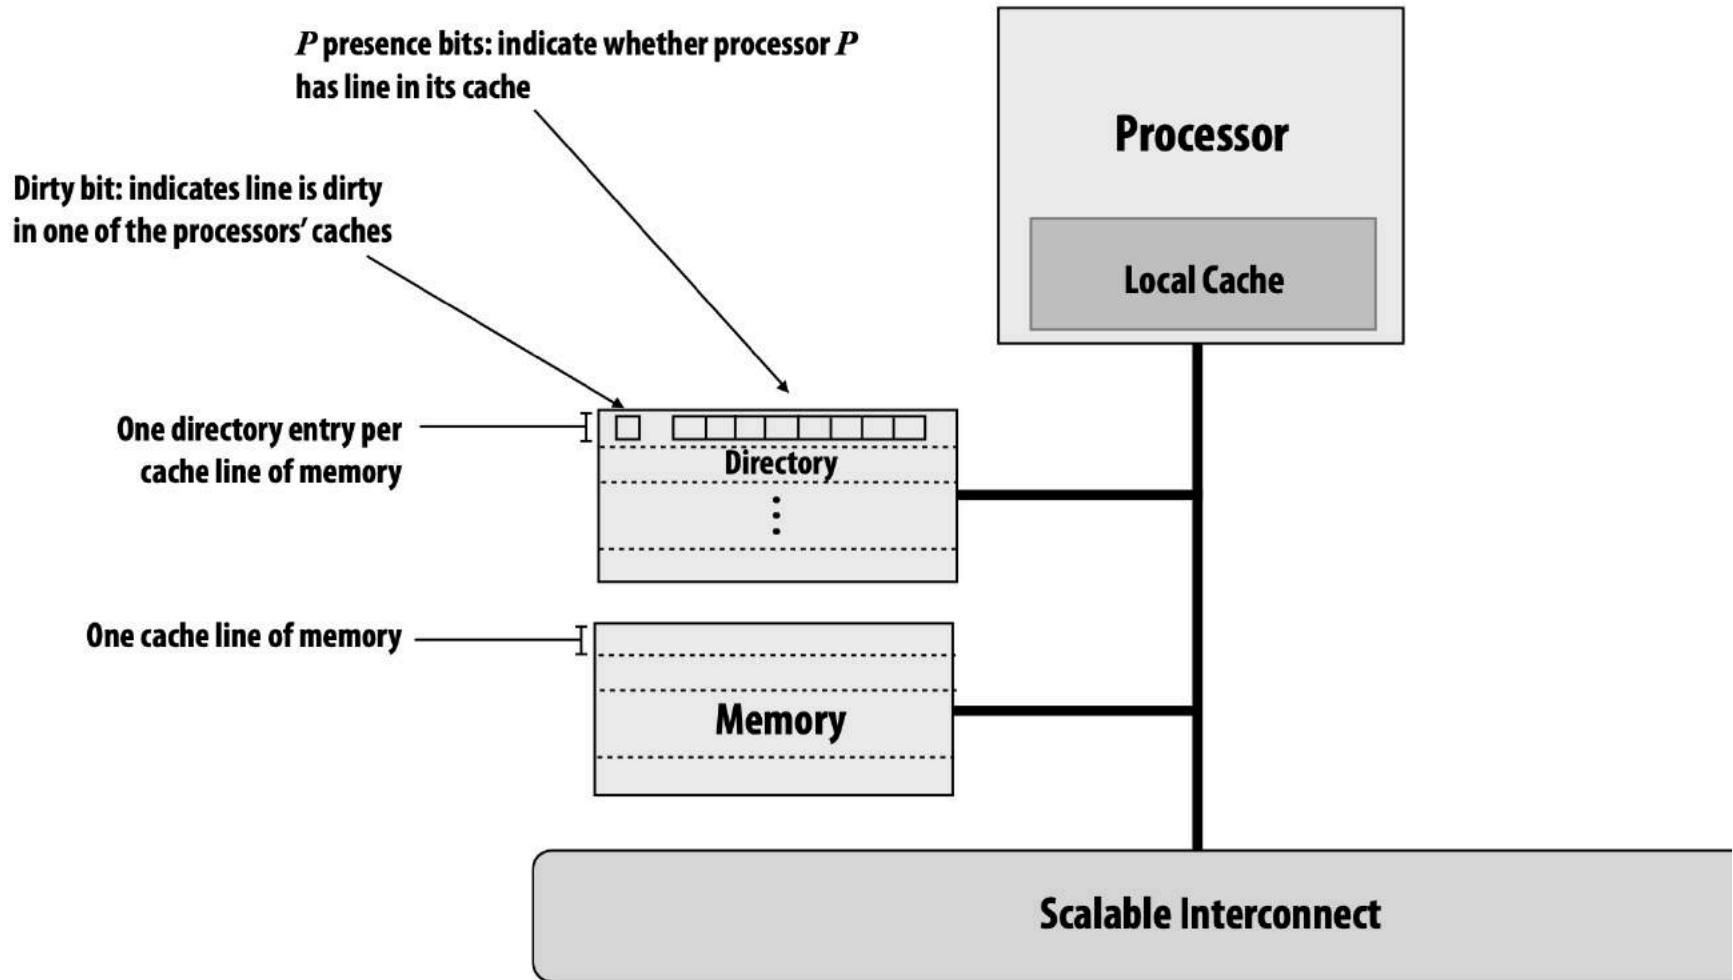 P presence bits: indicate whether processor P
has line in its cache
Processor
Dirty bit: indicates line is dirty
in one of the processors’ caches
Local Cache
One directory entry per
cache line of memory
Directory
One cache line of memory
Memory
Scalable Interconnect